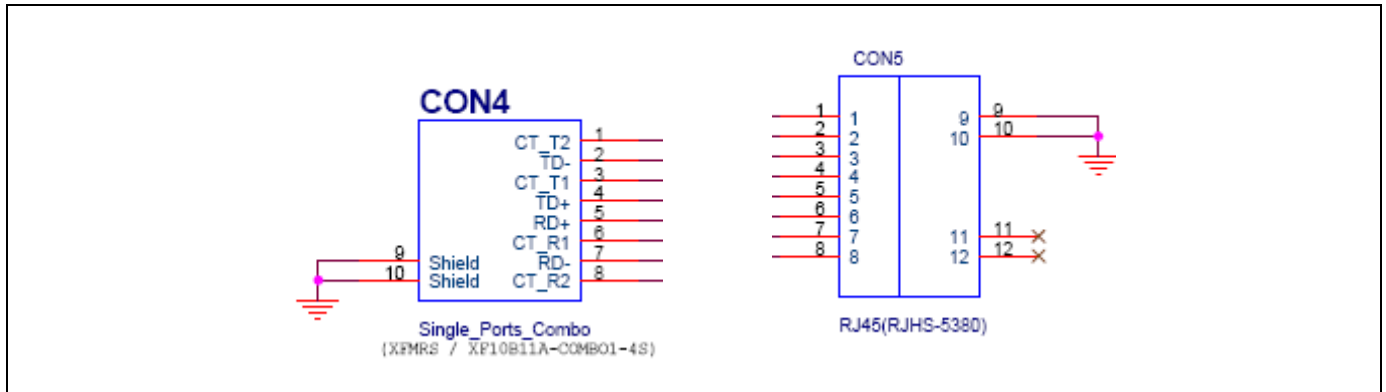 CON4
CT_T2 1
TD- 2
CT_T1 3
TD+ 4
RD+ 5
CT_R1 6
9 Shield RD- 7
10 Shield CT_R2 8
Single_Ports_Combo
(XFMRS / XF10B11A-COMBO1-4S)
CON5
1 1 9 9
2 2 10 10
3 3
4 4
5 5
6 6
7 7 11 11
8 8 12 12
RJ45(RJHS-5380)